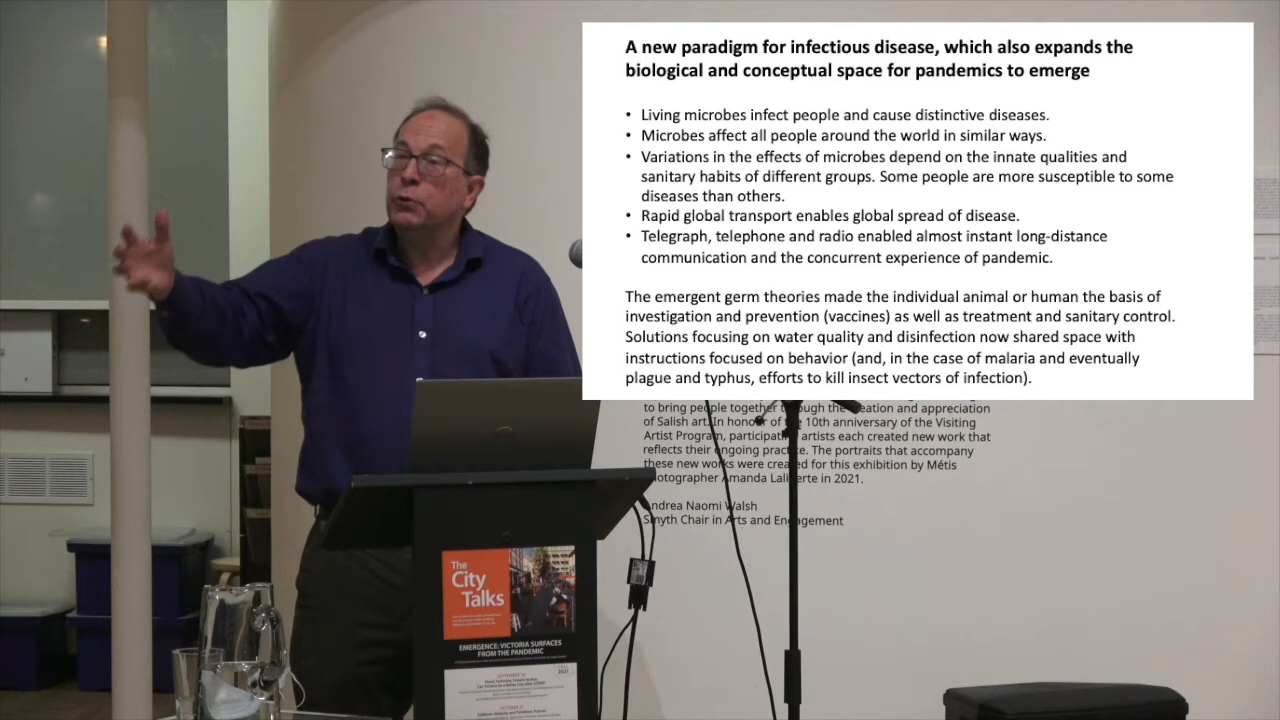 A new paradigm for infectious disease, which also expands the
biological and conceptual space for pandemics to emerge
• Living microbes infect people and cause distinctive diseases.
• Microbes affect all people around the world in similar ways.
• Variations in the effects of microbes depend on the innate qualities and
sanitary habits of different groups. Some people are more susceptible to some
diseases than others.
• Rapid global transport enables global spread of disease.
• Telegraph, telephone and radio enabled almost instant long-distance
communication and the concurrent experience of pandemic.
The emergent germ theories made the individual animal or human the basis of
investigation and prevention (vaccines) as well as treatment and sanitary control.
Solutions focusing on water quality and disinfection now shared space with
instructions focused on behavior (and, in the case of malaria and eventually
plague and typhus, efforts to kill insect vectors of infection).
to bring people together through the creation and appreciation
of Salish art. In honour of the 10th anniversary of the Visiting
Artist Program, participating artists each created new work that
reflects their ongoing practice. The portraits that accompany
these new works were created for this exhibition by Métis
photographer Amanda Laliberte in 2021.
Andrea Naomi Walsh
Smyth Chair in Arts and Engagement
The
City
Talks
EMERGENCE: VICTORIA SURFACES
FROM THE PANDEMIC
FALL
2021